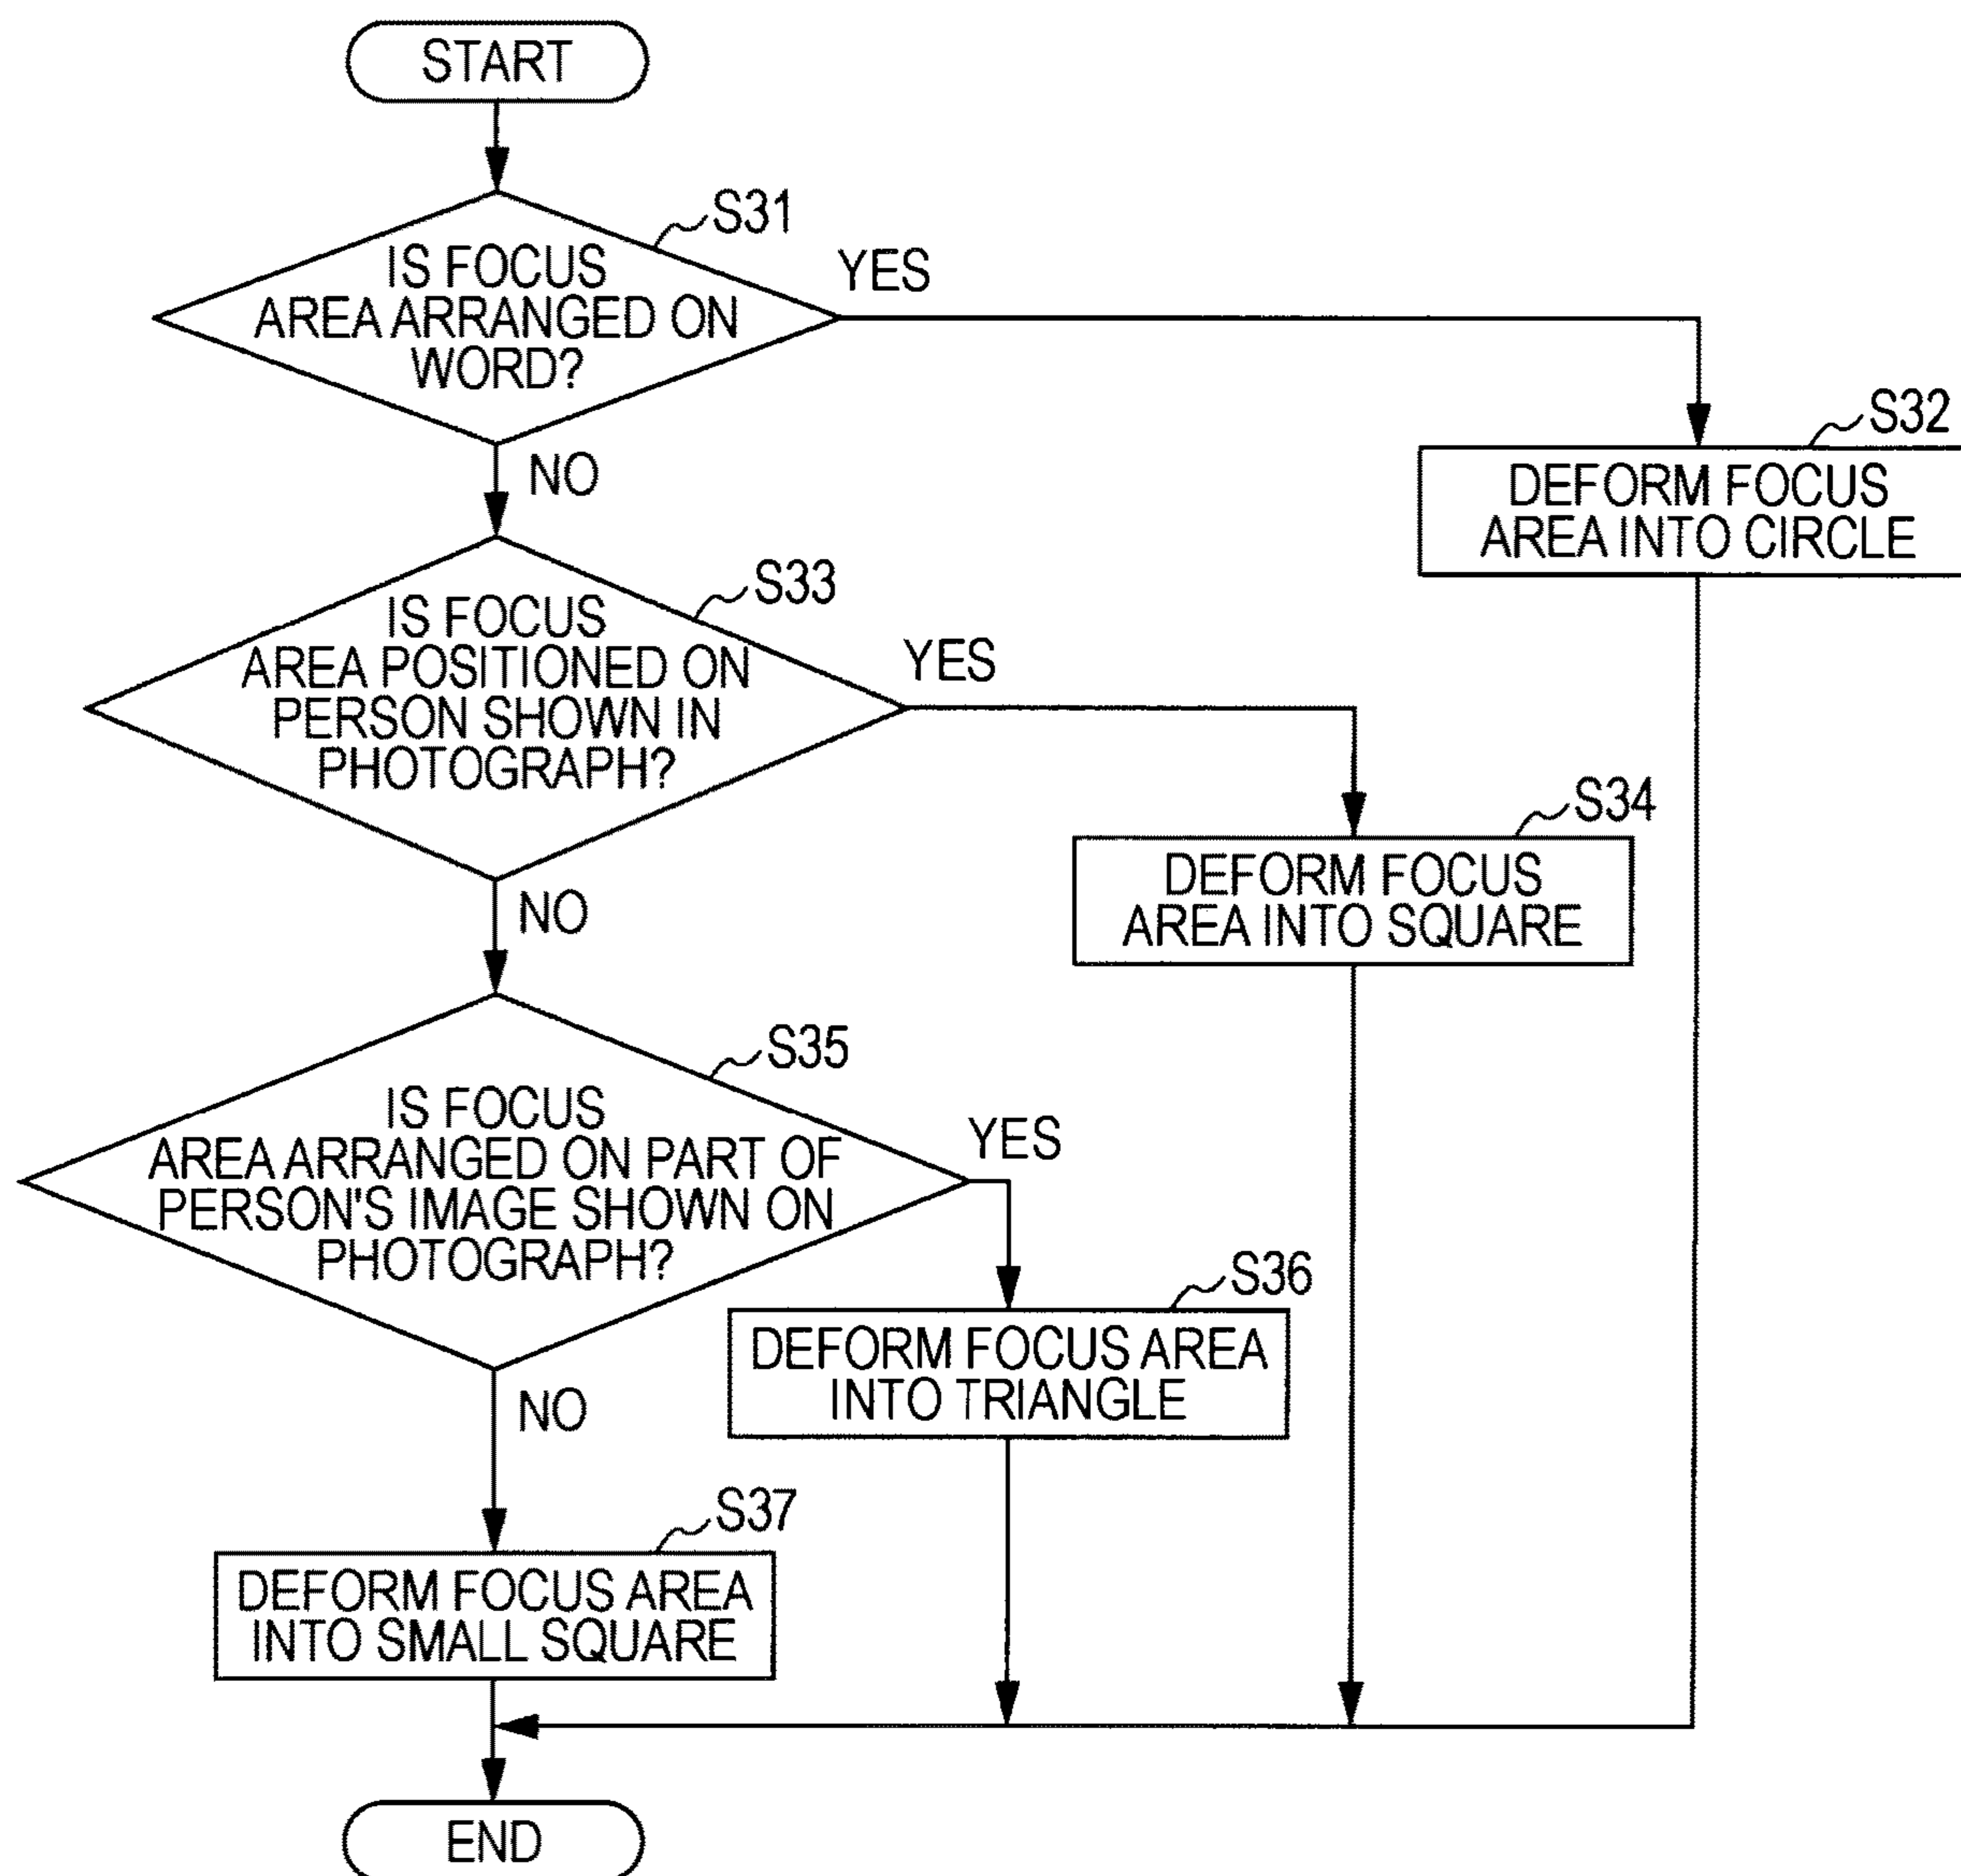 START
S31
IS FOCUS
AREA ARRANGED ON
WORD?
YES
NO
S32
DEFORM FOCUS
AREA INTO CIRCLE
S33
IS FOCUS
AREA POSITIONED ON
PERSON SHOWN IN
PHOTOGRAPH?
YES
NO
S34
DEFORM FOCUS
AREA INTO SQUARE
S35
IS FOCUS
AREA ARRANGED ON PART OF
PERSON'S IMAGE SHOWN ON
PHOTOGRAPH?
YES
NO
S36
DEFORM FOCUS AREA
INTO TRIANGLE
S37
DEFORM FOCUS AREA
INTO SMALL SQUARE
END